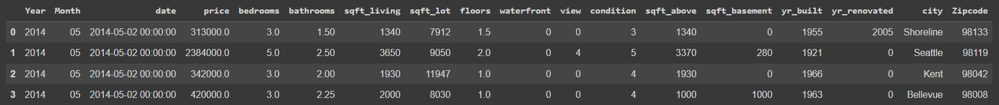 Year Month date price bedrooms bathrooms sqft_living sqft_lot floors waterfront view condition sqft_above sqft_basement yr_built yr_renovated city Zipcode
0 2014 05 2014-05-02 00:00:00 313000.0 3.0 1.50 1340 7912 1.5 0 0 3 1340 0 1955 2005 Shoreline 98133
1 2014 05 2014-05-02 00:00:00 2384000.0 5.0 2.50 3650 9050 2.0 0 4 5 3370 280 1921 0 Seattle 98119
2 2014 05 2014-05-02 00:00:00 342000.0 3.0 2.00 1930 11947 1.0 0 0 4 1930 0 1966 0 Kent 98042
3 2014 05 2014-05-02 00:00:00 420000.0 3.0 2.25 2000 8030 1.0 0 0 4 1000 1000 1963 0 Bellevue 98008